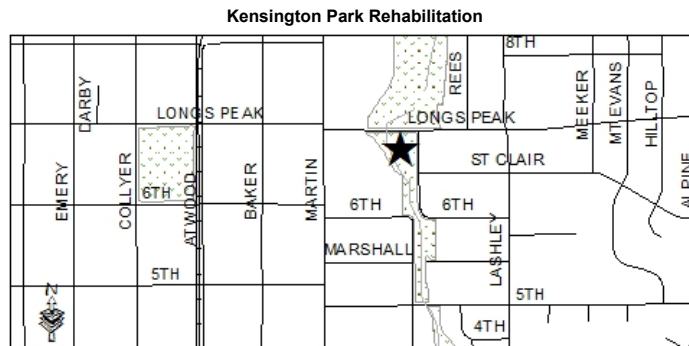 Kensington Park Rehabilitation
8TH
REES
DARBY
LONGS PEAK
LONGS PEAK
MEEKER
MT EVANS
HILLTOP
ST CLAIR
EMERY
COLLYER
6TH
ATWOOD
BAKER
MARTIN
6TH
6TH
ALPINE
MARSHALL
LASHLEY
5TH
5TH
N
4TH